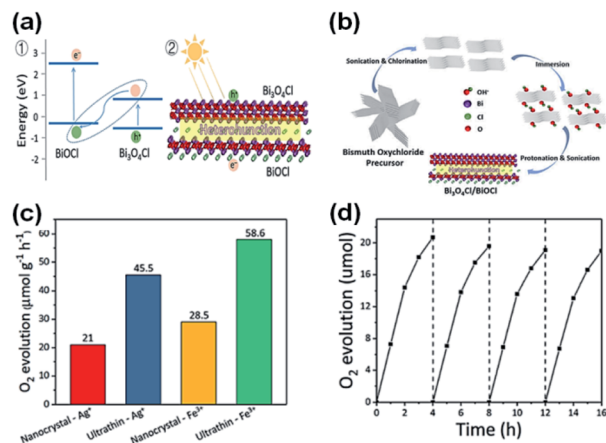 (a)
①
②
Energy (eV)
3
2
1
0
-1
-2
e⁻
h⁺
BiOCl
Bi₃O₄Cl
h⁺
Bi₃O₄Cl
Heterojunction
e⁻
BiOCl
(b)
Sonication & Chlorination
Immersion
OH⁻
Bi
Cl
O
Bismuth Oxychloride
Precursor
Protonation & Sonication
Heterojunction
Bi₃O₄Cl/BiOCl
(c)
O₂ evolution (μmol g⁻¹ h⁻¹)
60
50
40
30
20
10
0
21
45.5
28.5
58.6
Nanocrystal - Ag⁺
Ultrathin - Ag⁺
Nanocrystal - Fe³⁺
Ultrathin - Fe³⁺
(d)
O₂ evolution (umol)
20
16
12
8
4
0
0 2 4 6 8 10 12 14 16
Time (h)